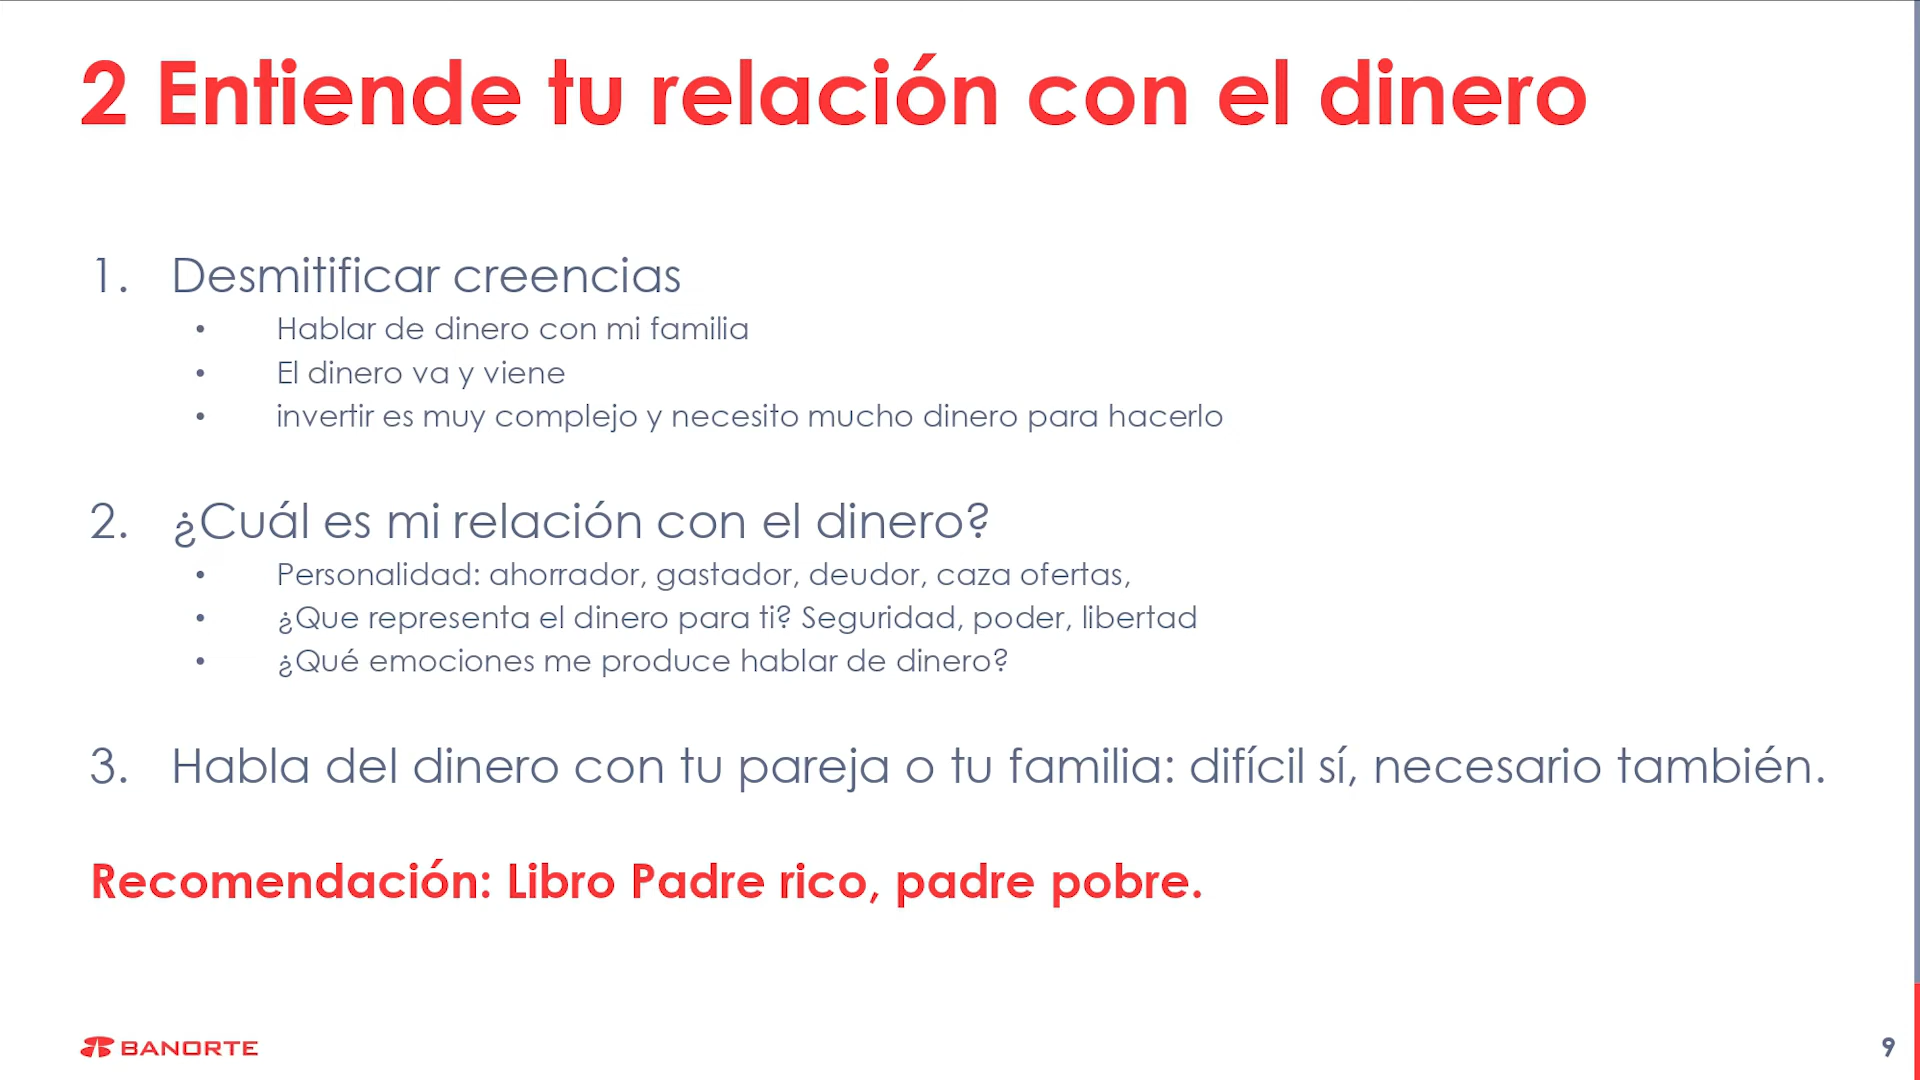 2 Entiende tu relación con el dinero
1. Desmitificar creencias
• Hablar de dinero con mi familia
• El dinero va y viene
• invertir es muy complejo y necesito mucho dinero para hacerlo
2. ¿Cuál es mi relación con el dinero?
• Personalidad: ahorrador, gastador, deudor, caza ofertas,
• ¿Que representa el dinero para ti? Seguridad, poder, libertad
• ¿Qué emociones me produce hablar de dinero?
3. Habla del dinero con tu pareja o tu familia: difícil sí, necesario también.
Recomendación: Libro Padre rico, padre pobre.
BANORTE
9